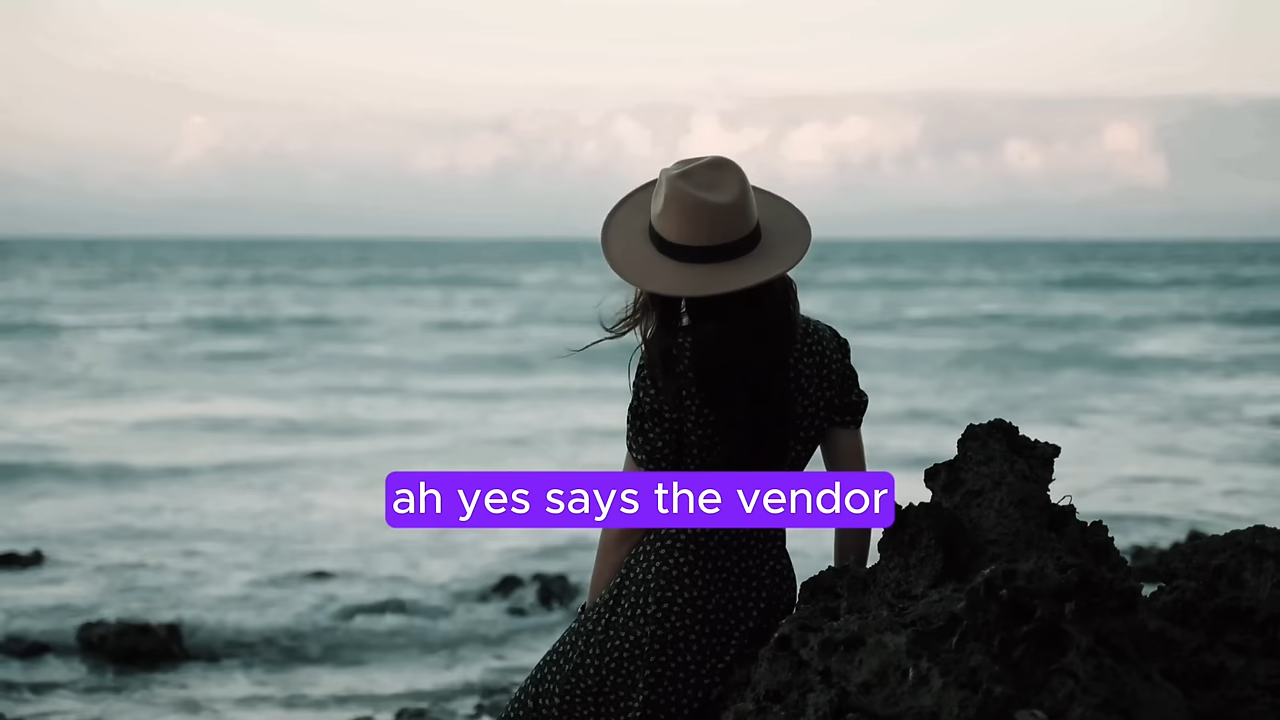 ah yes says the vendor